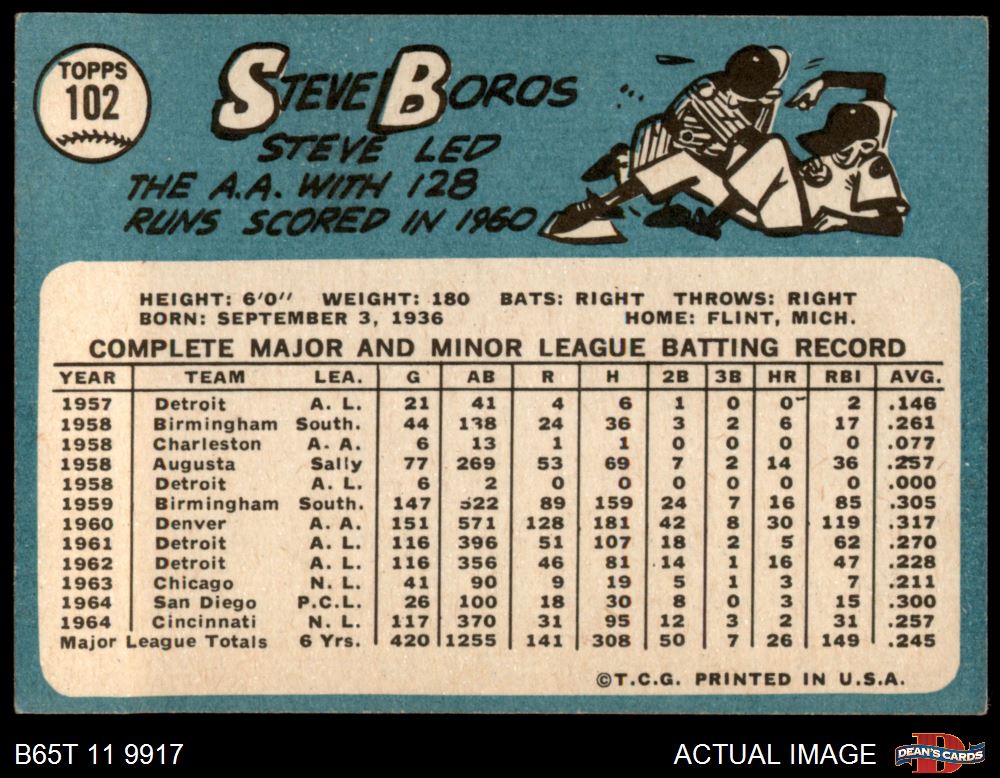 TOPPS
102
STEVE BOROS
STEVE LED
THE A.A. WITH 128
RUNS SCORED IN 1960
HEIGHT: 6'0" WEIGHT: 180 BATS: RIGHT THROWS: RIGHT
BORN: SEPTEMBER 3, 1936 HOME: FLINT, MICH.
COMPLETE MAJOR AND MINOR LEAGUE BATTING RECORD
YEAR TEAM LEA. G AB R H 2B 3B HR RBI AVG.
1957 Detroit A. L. 21 41 4 6 1 0 0 2 .146
1958 Birmingham South. 44 138 24 36 3 2 6 17 .261
1958 Charleston A. A. 6 13 1 1 0 0 0 0 .077
1958 Augusta Sally 77 269 53 69 7 2 14 36 .257
1958 Detroit A. L. 6 2 0 0 0 0 0 0 .000
1959 Birmingham South. 147 522 89 159 24 7 16 85 .305
1960 Denver A. A. 151 571 128 181 42 8 30 119 .317
1961 Detroit A. L. 116 396 51 107 18 2 5 62 .270
1962 Detroit A. L. 116 356 46 81 14 1 16 47 .228
1963 Chicago N. L. 41 90 9 19 5 1 3 7 .211
1964 San Diego P.C.L. 26 100 18 30 8 0 3 15 .300
1964 Cincinnati N. L. 117 370 31 95 12 3 2 31 .257
Major League Totals 6 Yrs. 420 1255 141 308 50 7 26 149 .245
©T.C.G. PRINTED IN U.S.A.
B65T 11 9917 ACTUAL IMAGE DEAN'S CARDS